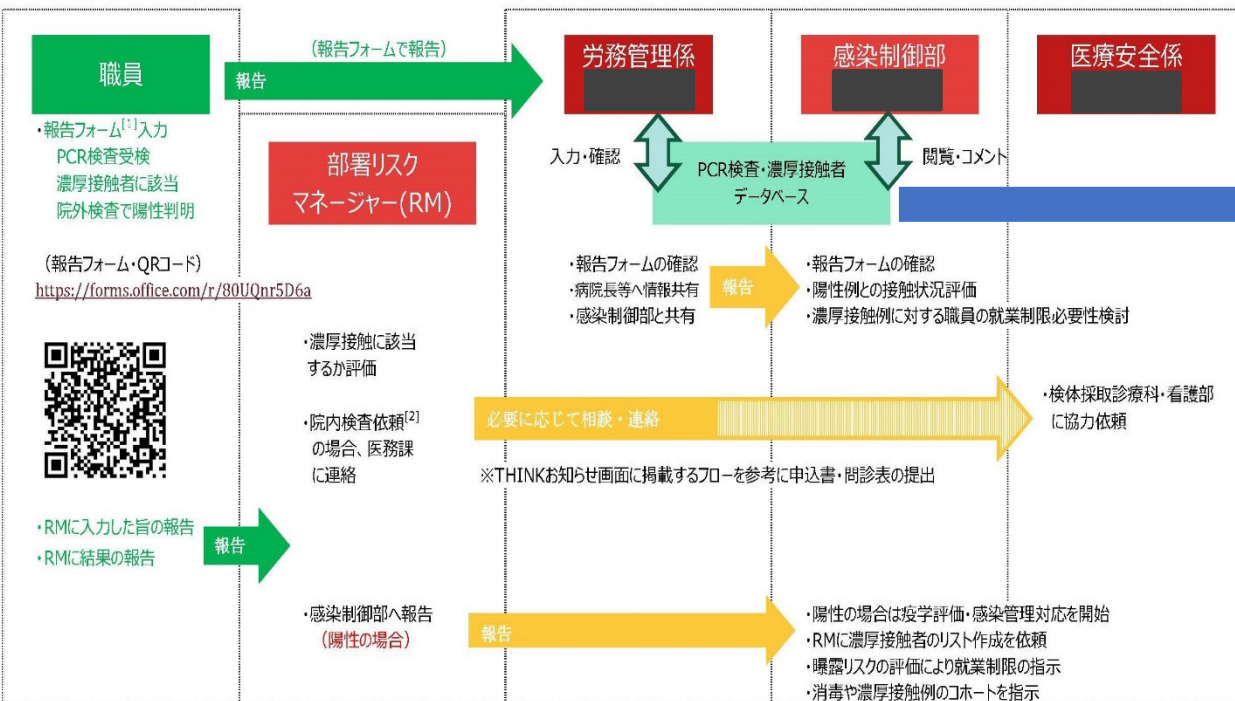 職員
・報告フォーム[1]入力
PCR検査受検
濃厚接触者に該当
院外検査で陽性判明
(報告フォーム・QRコード)
https://forms.office.com/r/80UQnr5D6a
・RMに入力した旨の報告
・RMに結果の報告
(報告フォームで報告)
報告
報告
部署リスク
マネージャー(RM)
・濃厚接触に該当
するか評価
・院内検査依頼[2]
の場合、医務課
に連絡
・感染制御部へ報告
(陽性の場合)
労務管理係
感染制御部
医療安全係
入力・確認
PCR検査・濃厚接触者
データベース
閲覧・コメント
・報告フォームの確認
・病院長等へ情報共有
・感染制御部と共有
報告
・報告フォームの確認
・陽性例との接触状況評価
・濃厚接触例に対する職員の就業制限必要性検討
必要に応じて相談・連絡
・検体採取診療科・看護部
に協力依頼
※THINKお知らせ画面に掲載するフローを参考に申込書・問診表の提出
報告
・陽性の場合は疫学評価・感染管理対応を開始
・RMに濃厚接触者のリスト作成を依頼
・曝露リスクの評価により就業制限の指示
・消毒や濃厚接触例のコホートを指示